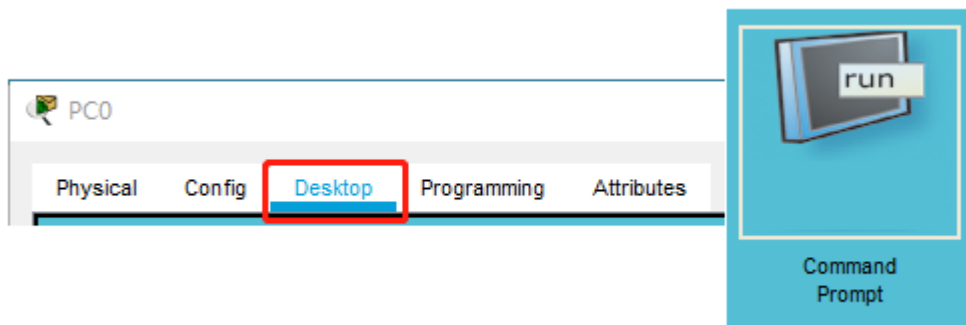 PC0
Physical Config Desktop Programming Attributes
run
Command
Prompt